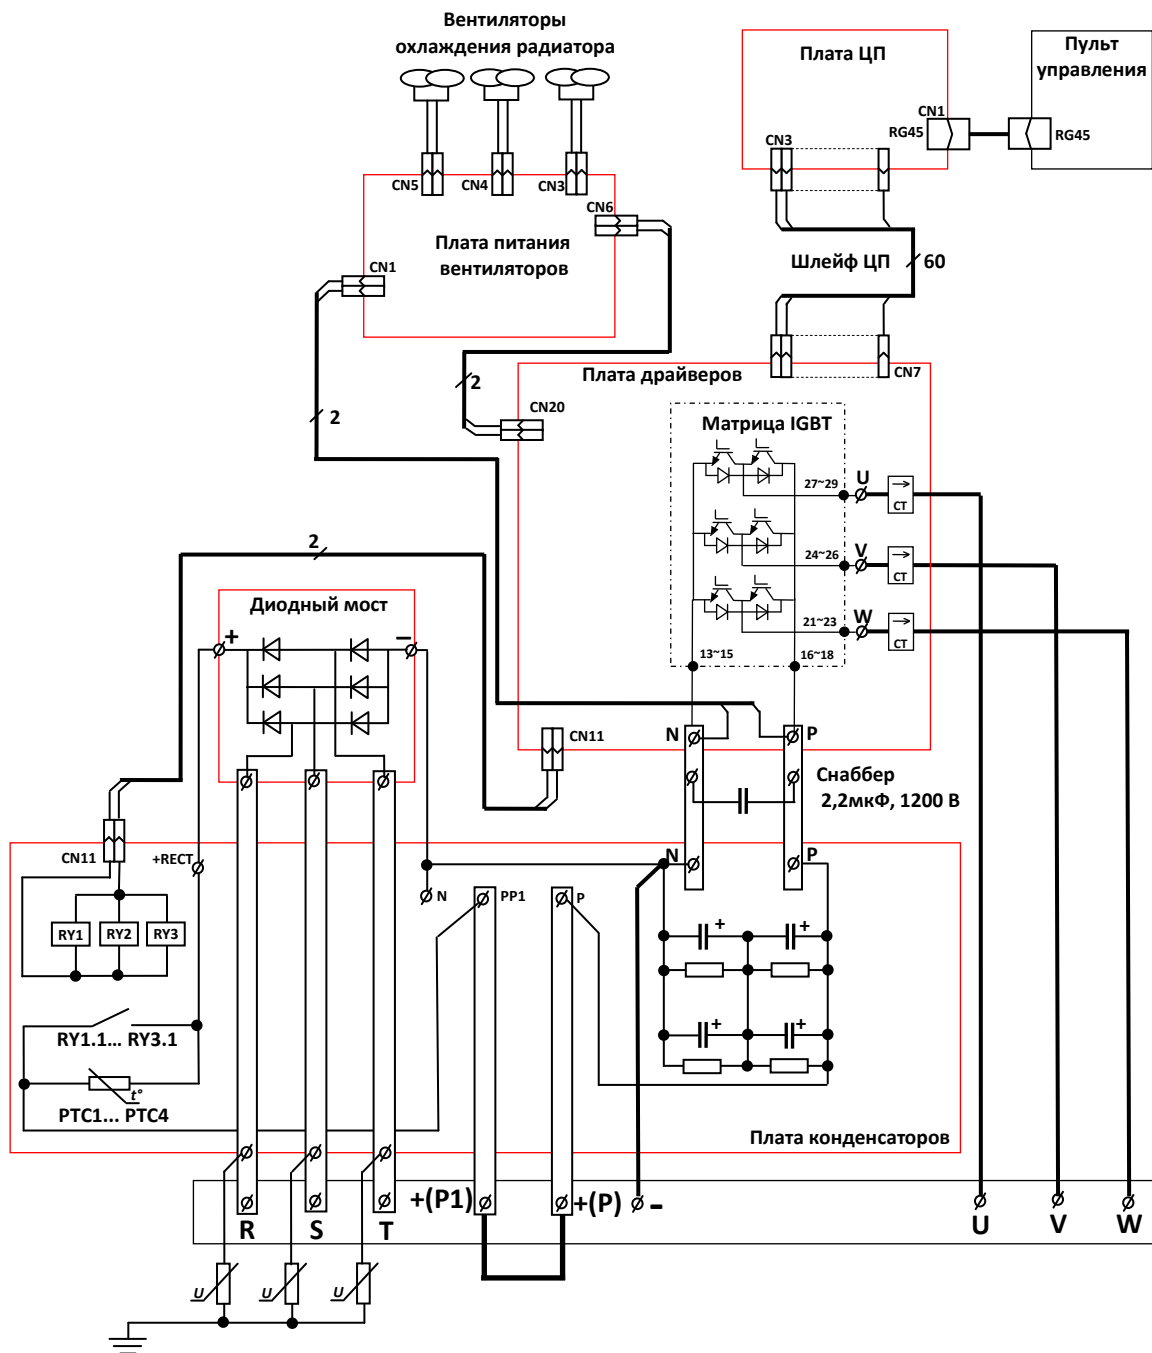 Вентиляторы
охлаждения радиатора
Плата ЦП
Пульт
управления
CN1
RG45
RG45
CN3
CN5
CN4
CN3
CN6
Плата питания
вентиляторов
CN1
Шлейф ЦП
60
Плата драйверов
CN7
2
2
CN20
Матрица IGBT
27~29
U
CT
24~26
V
CT
21~23
W
CT
13~15
16~18
2
Диодный мост
+
−
CN11
N
P
Снаббер
2,2мкФ, 1200 В
CN11
+RECT
N
P
N
PP1
P
RY1
RY2
RY3
+
+
RY1.1... RY3.1
+
+
t°
PTC1... PTC4
Плата конденсаторов
R
S
T
+(P1)
+(P)
-
U
V
W
U
U
U